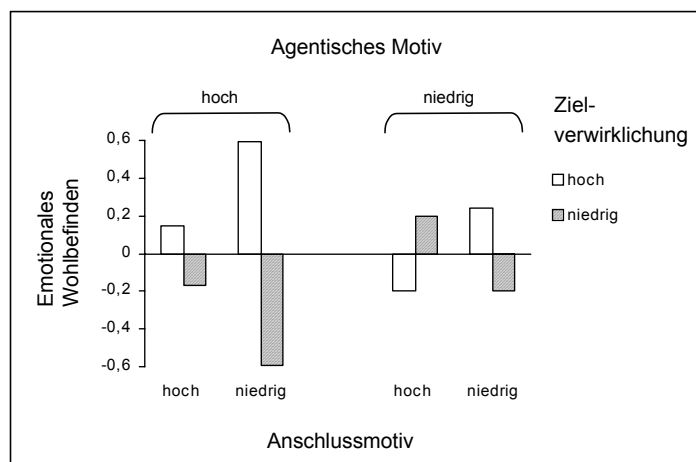 Agentisches Motiv
hoch
niedrig
Ziel-
verwirklichung
hoch
niedrig
Emotionales
Wohlbefinden
0,6
0,4
0,2
0
-0,2
-0,4
-0,6
hoch
niedrig
hoch
niedrig
Anschlussmotiv